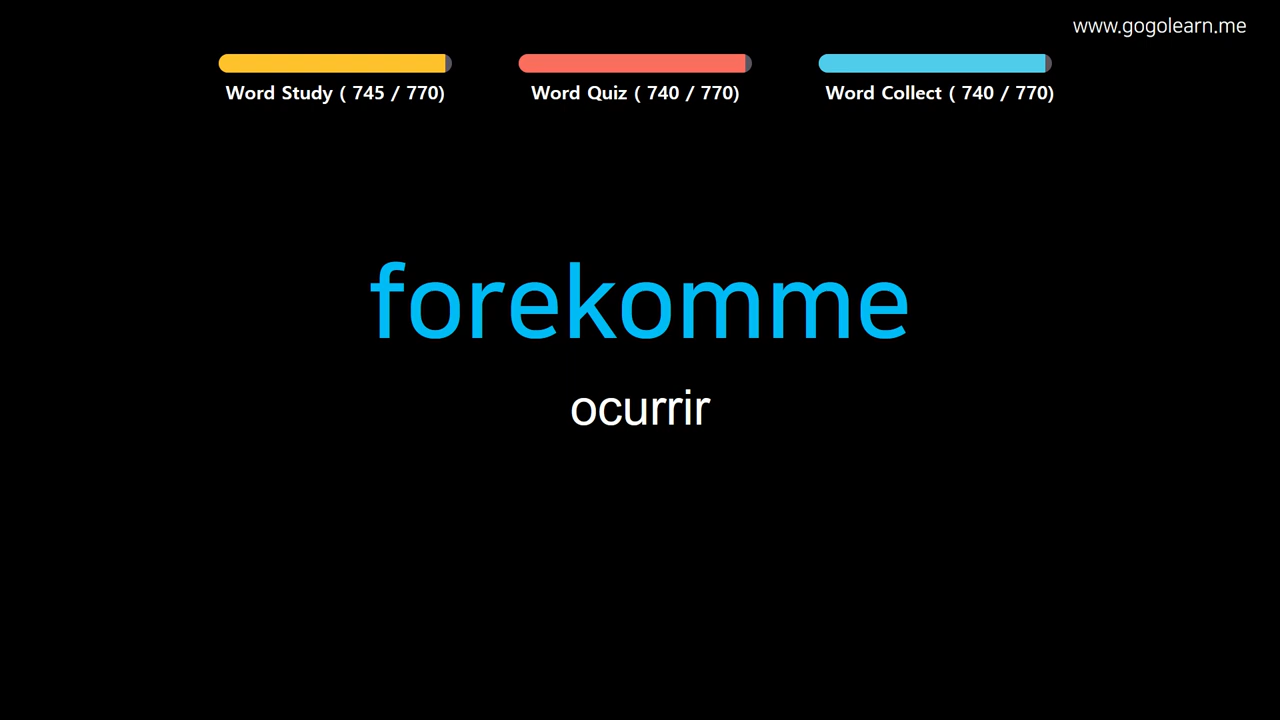 www.gogolearn.me
Word Study ( 745 / 770)
Word Quiz ( 740 / 770)
Word Collect ( 740 / 770)
forekomme
ocurrir